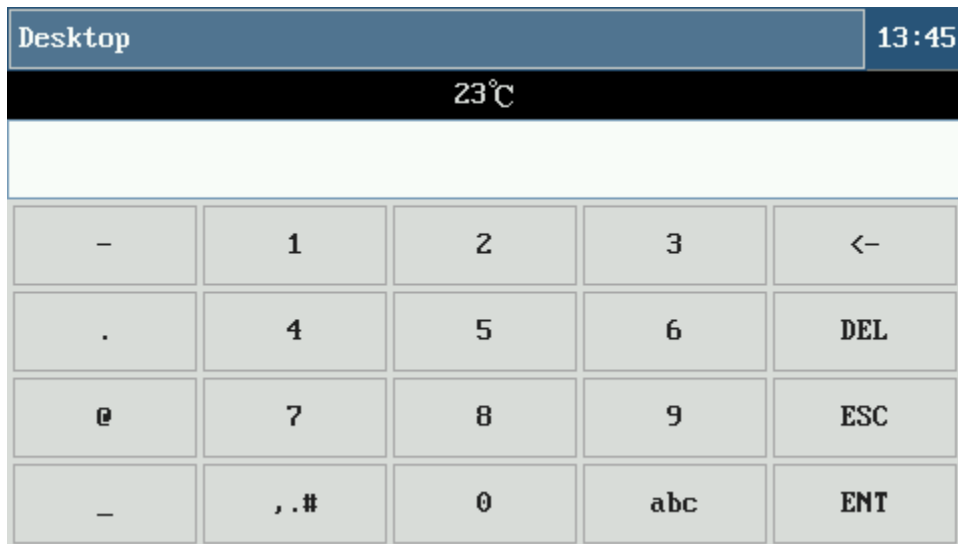 Desktop 13:45
23℃
- 1 2 3 <-
. 4 5 6 DEL
@ 7 8 9 ESC
_ ,.# 0 abc ENT